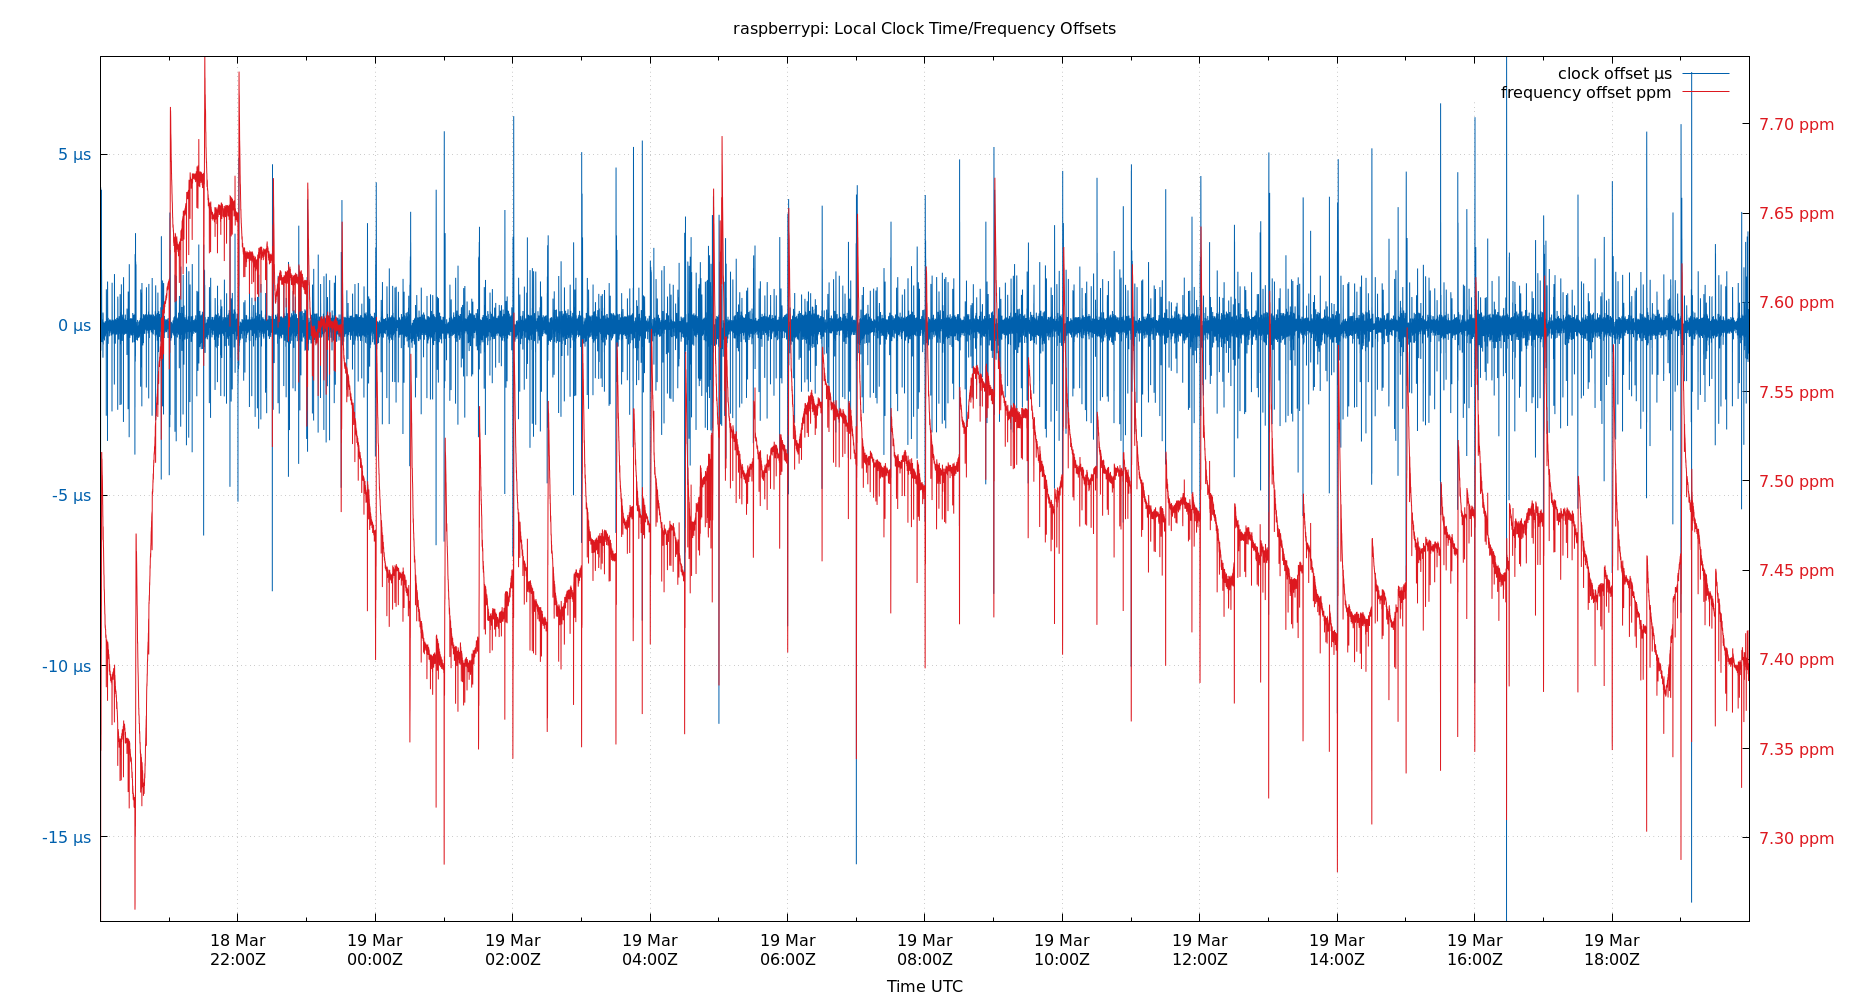 raspberrypi: Local Clock Time/Frequency Offsets
clock offset µs
frequency offset ppm
5 µs
0 µs
-5 µs
-10 µs
-15 µs
7.70 ppm
7.65 ppm
7.60 ppm
7.55 ppm
7.50 ppm
7.45 ppm
7.40 ppm
7.35 ppm
7.30 ppm
18 Mar
22:00Z
19 Mar
00:00Z
19 Mar
02:00Z
19 Mar
04:00Z
19 Mar
06:00Z
19 Mar
08:00Z
19 Mar
10:00Z
19 Mar
12:00Z
19 Mar
14:00Z
19 Mar
16:00Z
19 Mar
18:00Z
Time UTC